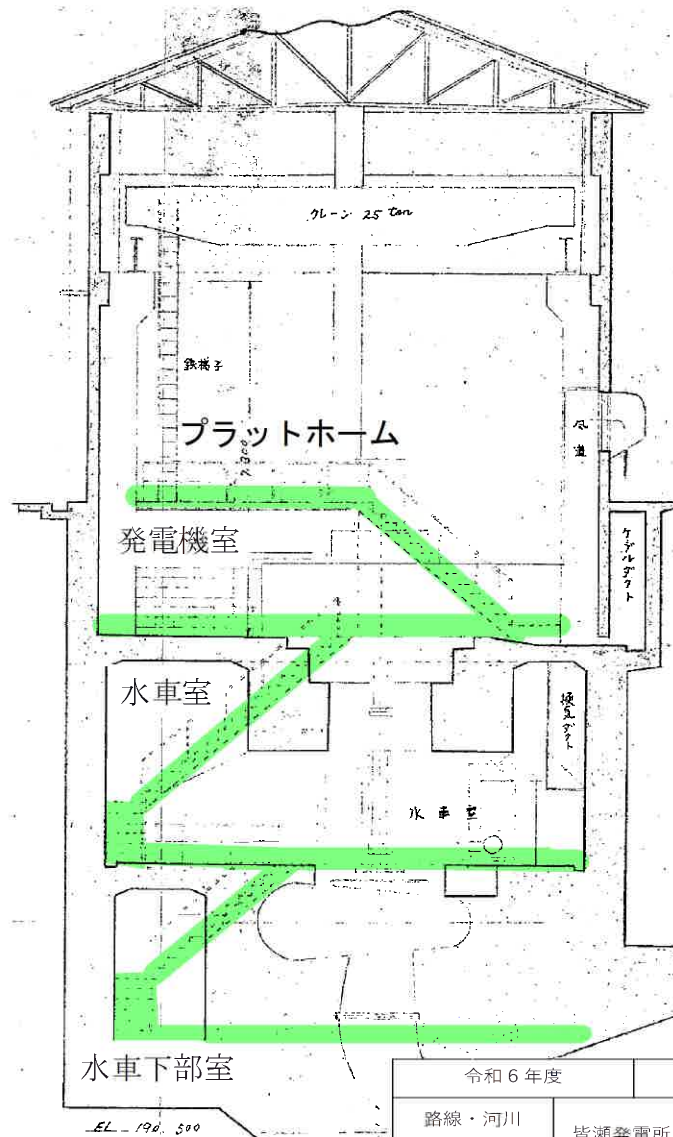 クレーン 25 ton
鉄梯子
プラットホーム
7,800
風道
発電機室
ケーブルダクト
水車室
換気ダクト
水車室
水車下部室
EL 190.500
令和６年度
路線・河川
皆瀬発電所